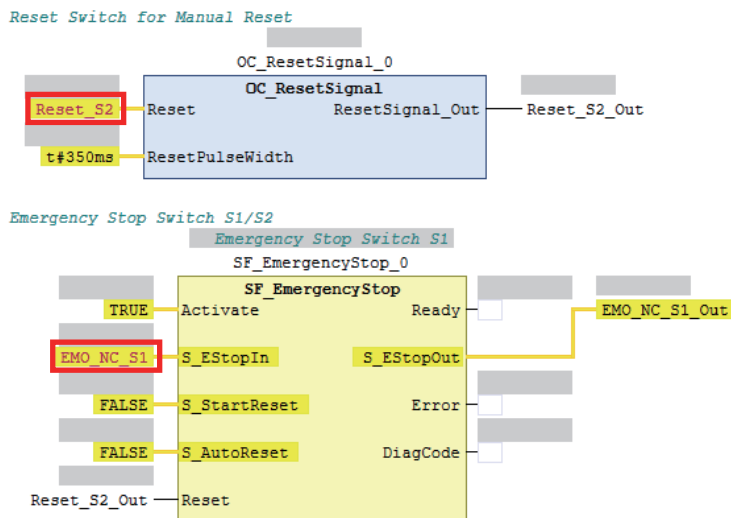 Reset Switch for Manual Reset
OC_ResetSignal_0
OC_ResetSignal
Reset_S2 Reset ResetSignal_Out Reset_S2_Out
t#350ms ResetPulseWidth
Emergency Stop Switch S1/S2
Emergency Stop Switch S1
SF_EmergencyStop_0
SF_EmergencyStop
TRUE Activate Ready EMO_NC_S1_Out
EMO_NC_S1 S_EStopIn S_EStopOut
FALSE S_StartReset Error
FALSE S_AutoReset DiagCode
Reset_S2_Out Reset